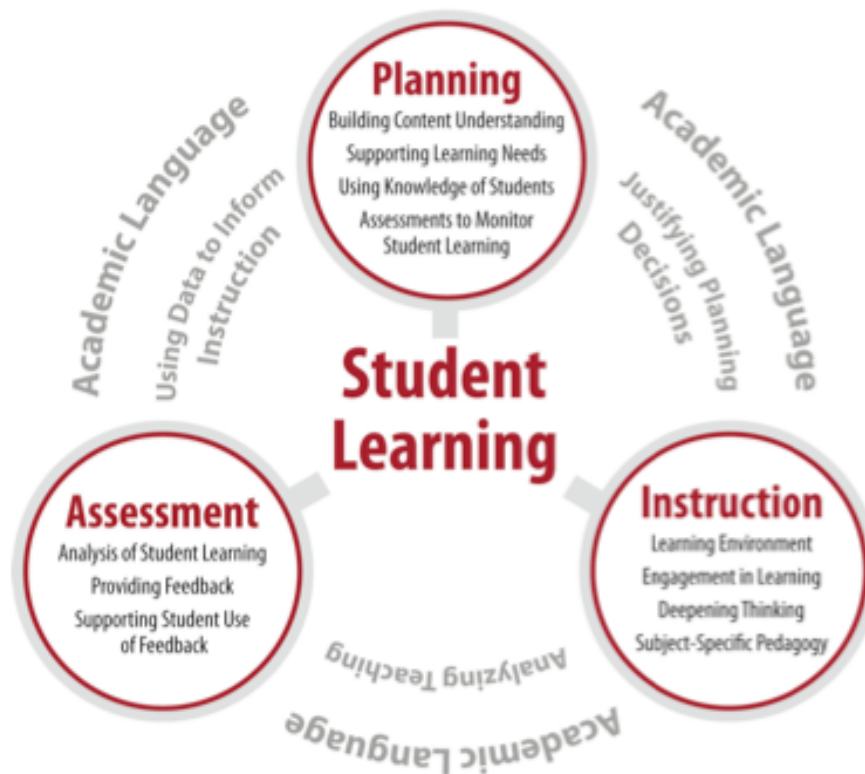 Planning
Building Content Understanding
Supporting Learning Needs
Using Knowledge of Students
Assessments to Monitor
Student Learning
Academic Language
Using Data to Inform
Instruction
Academic Language
Justifying Planning
Decisions
Student
Learning
Assessment
Analysis of Student Learning
Providing Feedback
Supporting Student Use
of Feedback
Instruction
Learning Environment
Engagement in Learning
Deepening Thinking
Subject-Specific Pedagogy
Analyzing Teaching
Academic Language